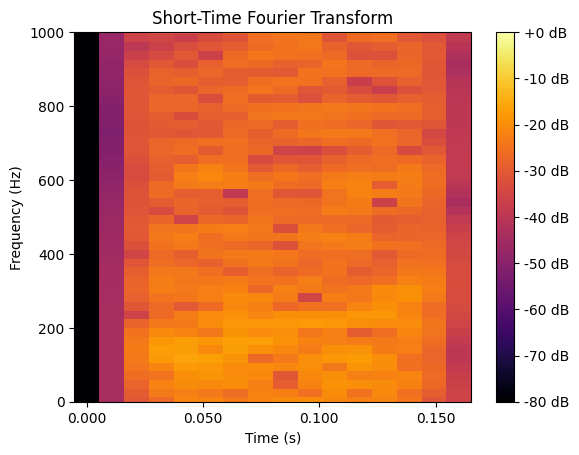 Short-Time Fourier Transform
1000
800
600
400
200
0
Frequency (Hz)
0.000
0.050
0.100
0.150
Time (s)
+0 dB
-10 dB
-20 dB
-30 dB
-40 dB
-50 dB
-60 dB
-70 dB
-80 dB